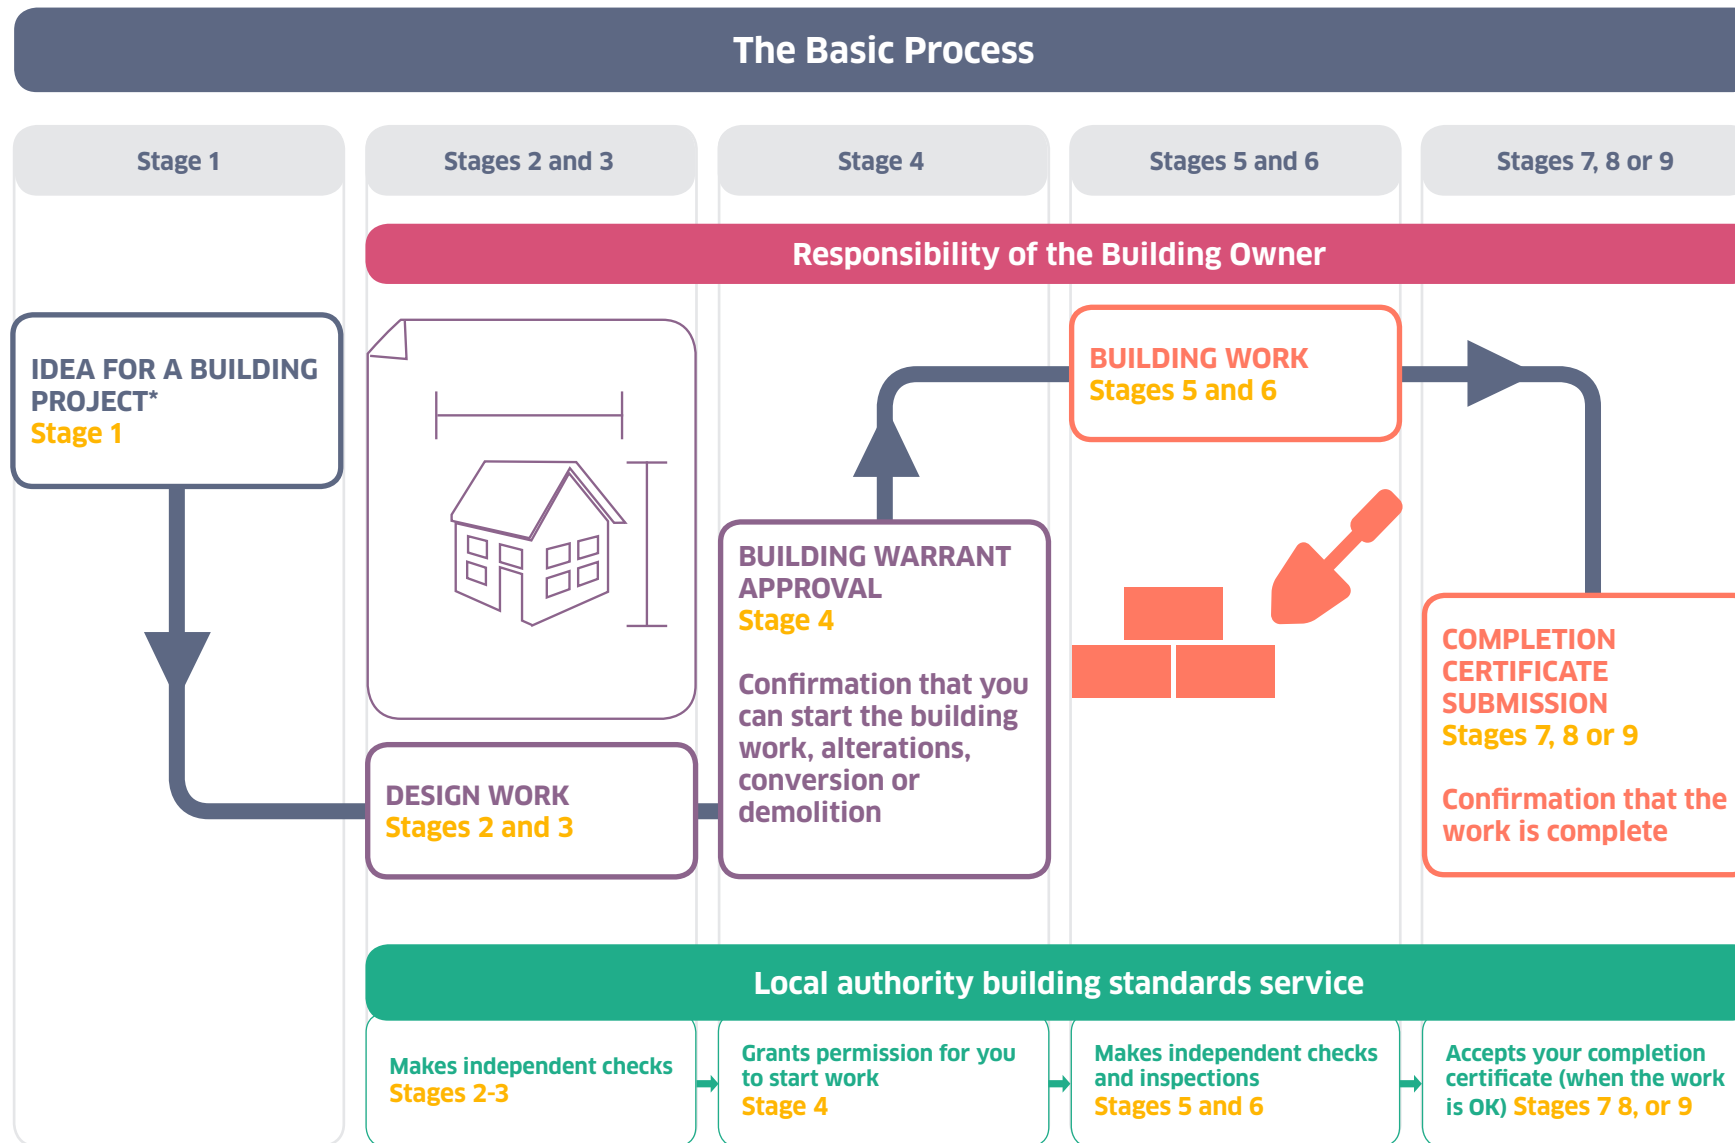 The Basic Process
Stage 1
Stages 2 and 3
Stage 4
Stages 5 and 6
Stages 7, 8 or 9
Responsibility of the Building Owner
IDEA FOR A BUILDING
PROJECT*
Stage 1
DESIGN WORK
Stages 2 and 3
BUILDING WARRANT
APPROVAL
Stage 4
Confirmation that you
can start the building
work, alterations,
conversion or
demolition
BUILDING WORK
Stages 5 and 6
COMPLETION
CERTIFICATE
SUBMISSION
Stages 7, 8 or 9
Confirmation that the
work is complete
Local authority building standards service
Makes independent checks
Stages 2-3
Grants permission for you
to start work
Stage 4
Makes independent checks
and inspections
Stages 5 and 6
Accepts your completion
certificate (when the work
is OK) Stages 7 8, or 9